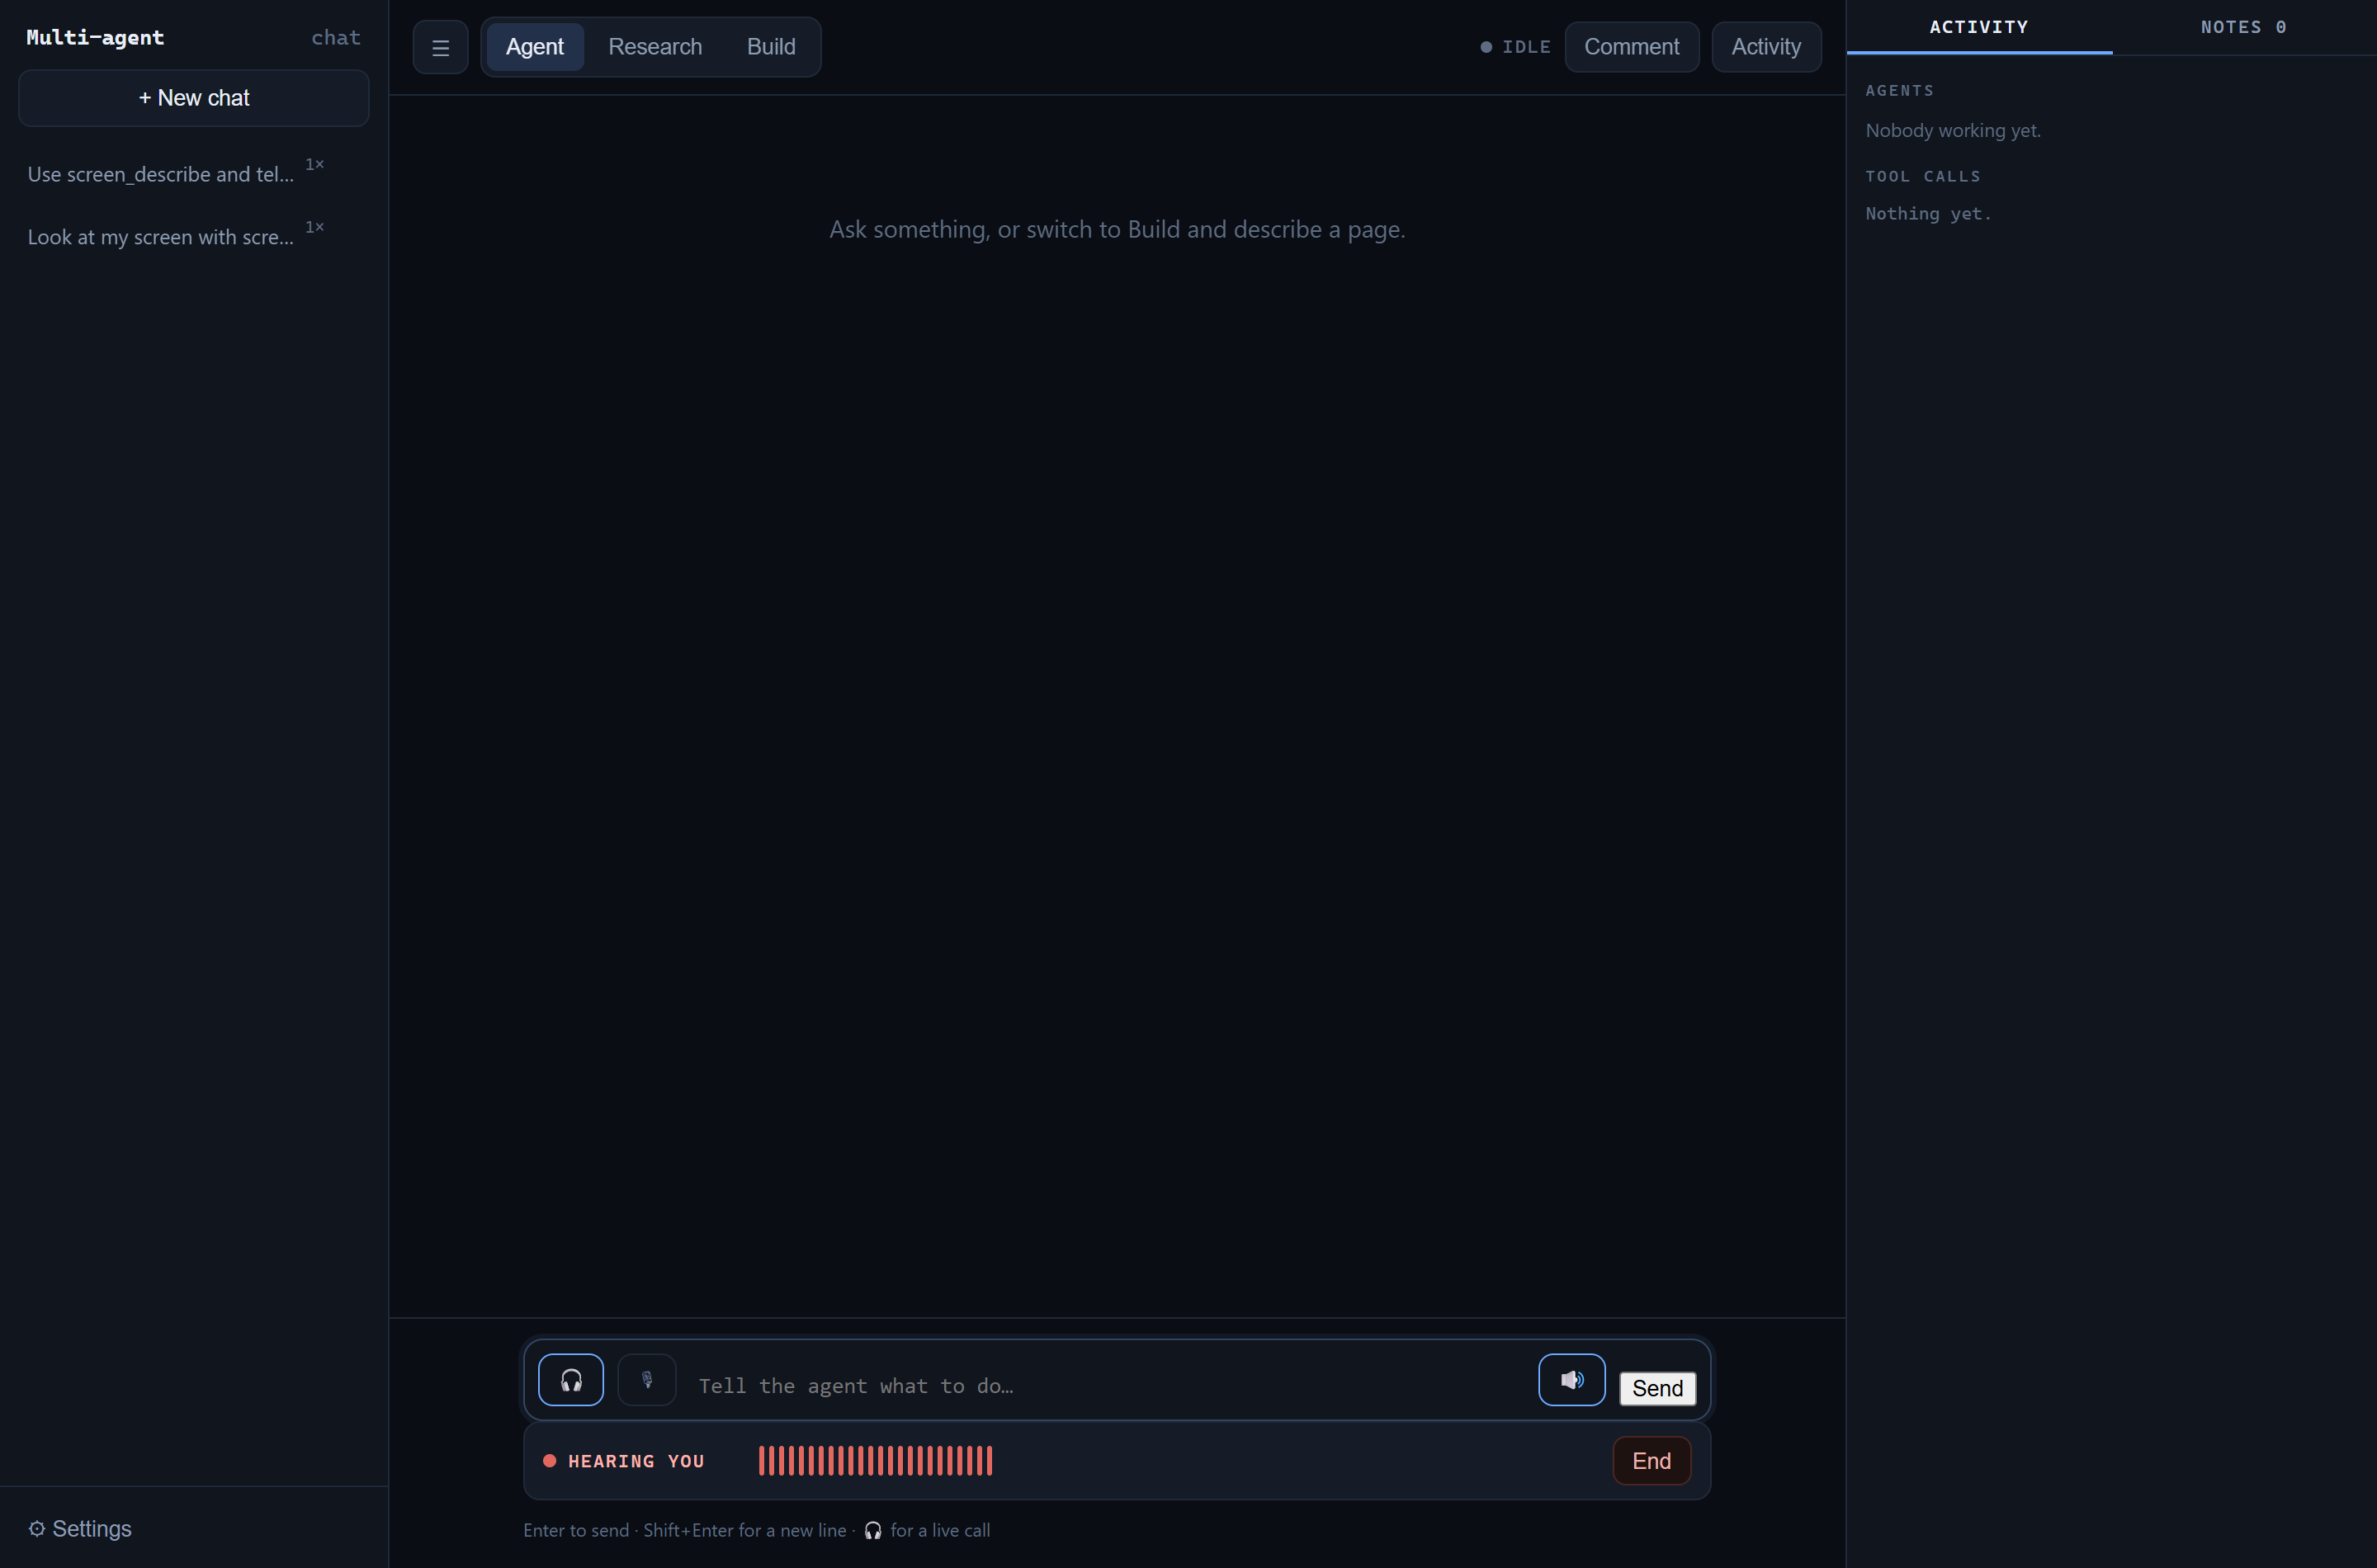 Multi-agent chat
+ New chat
Use screen_describe and tel... 1×
Look at my screen with scre... 1×
⚙ Settings
☰ Agent Research Build
IDLE Comment Activity
Ask something, or switch to Build and describe a page.
Tell the agent what to do…
Send
HEARING YOU
End
Enter to send · Shift+Enter for a new line · 🎧 for a live call
ACTIVITY NOTES 0
AGENTS
Nobody working yet.
TOOL CALLS
Nothing yet.